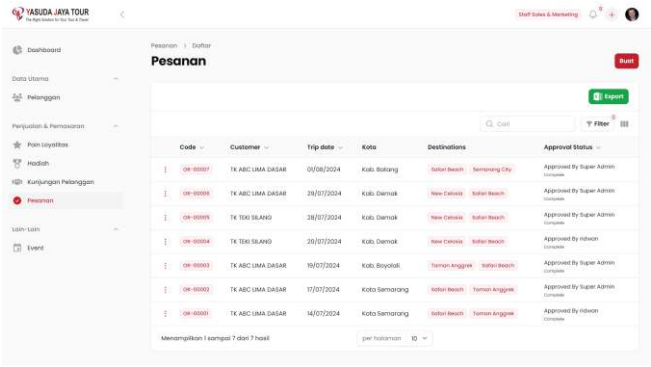 YASUDA JAYA TOUR
Staff Sales & Marketing
0
Dashboard
Data Utama
Pelanggan
Penjualan & Pemasaran
Poin Loyalitas
Hadiah
Kunjungan Pelanggan
Pesanan
Lain-Lain
Event
Pesanan > Daftar
Pesanan
Buat
Export
Cari
Filter
0
Code Customer Trip date Kota Destinations Approval Status
OR-00007 TK ABC LIMA DASAR 01/08/2024 Kab. Batang Safari Beach Semarang City Approved By Super Admin
Complete
OR-00006 TK ABC LIMA DASAR 29/07/2024 Kab. Demak New Celosia Safari Beach Approved By Super Admin
Complete
OR-00005 TK TEKI SILANG 28/07/2024 Kab. Demak New Celosia Safari Beach Approved By Super Admin
Complete
OR-00004 TK TEKI SILANG 20/07/2024 Kab. Demak New Celosia Safari Beach Approved By ridwan
Complete
OR-00003 TK ABC LIMA DASAR 19/07/2024 Kab. Boyolali Taman Anggrek Safari Beach Approved By Super Admin
Complete
OR-00002 TK ABC LIMA DASAR 17/07/2024 Kota Semarang Safari Beach Taman Anggrek Approved By Super Admin
Complete
OR-00001 TK ABC LIMA DASAR 14/07/2024 Kota Semarang Safari Beach Taman Anggrek Approved By ridwan
Complete
Menampilkan 1 sampai 7 dari 7 hasil
per halaman 10